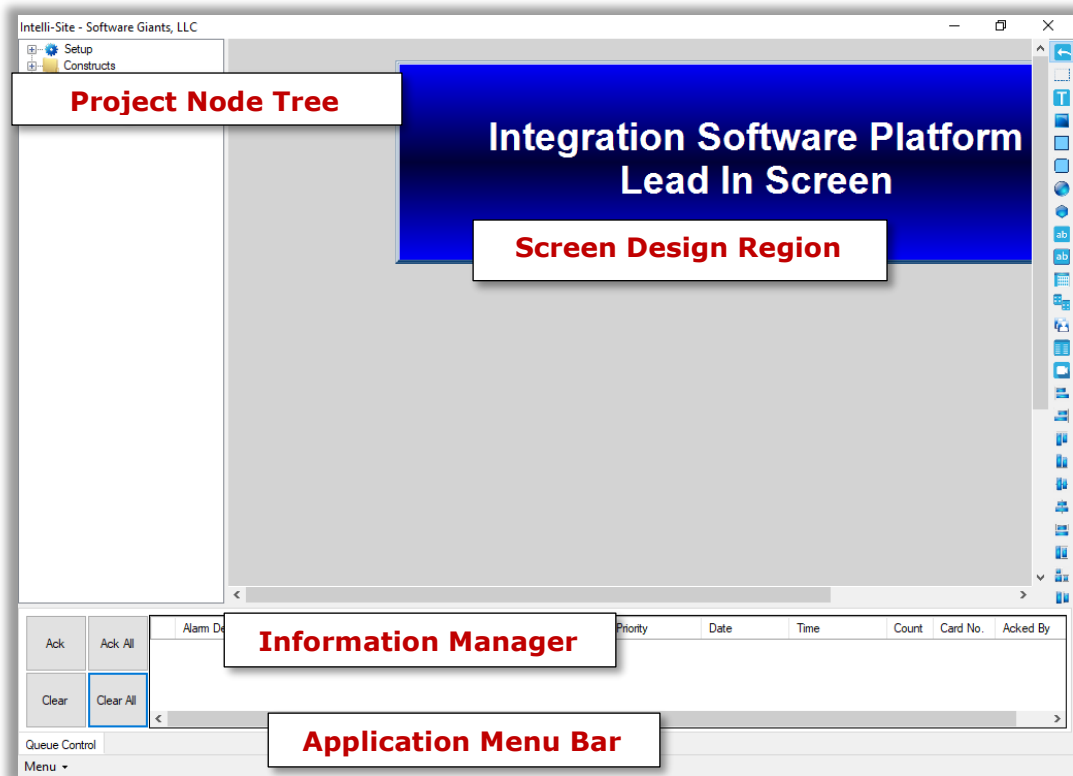 Intelli-Site - Software Giants, LLC
Setup
Constructs
Project Node Tree
Integration Software Platform
Lead In Screen
Screen Design Region
T
ab
ab
Ack
Ack All
Clear
Clear All
Alarm De
Priority
Date
Time
Count
Card No.
Acked By
Information Manager
Application Menu Bar
Queue Control
Menu